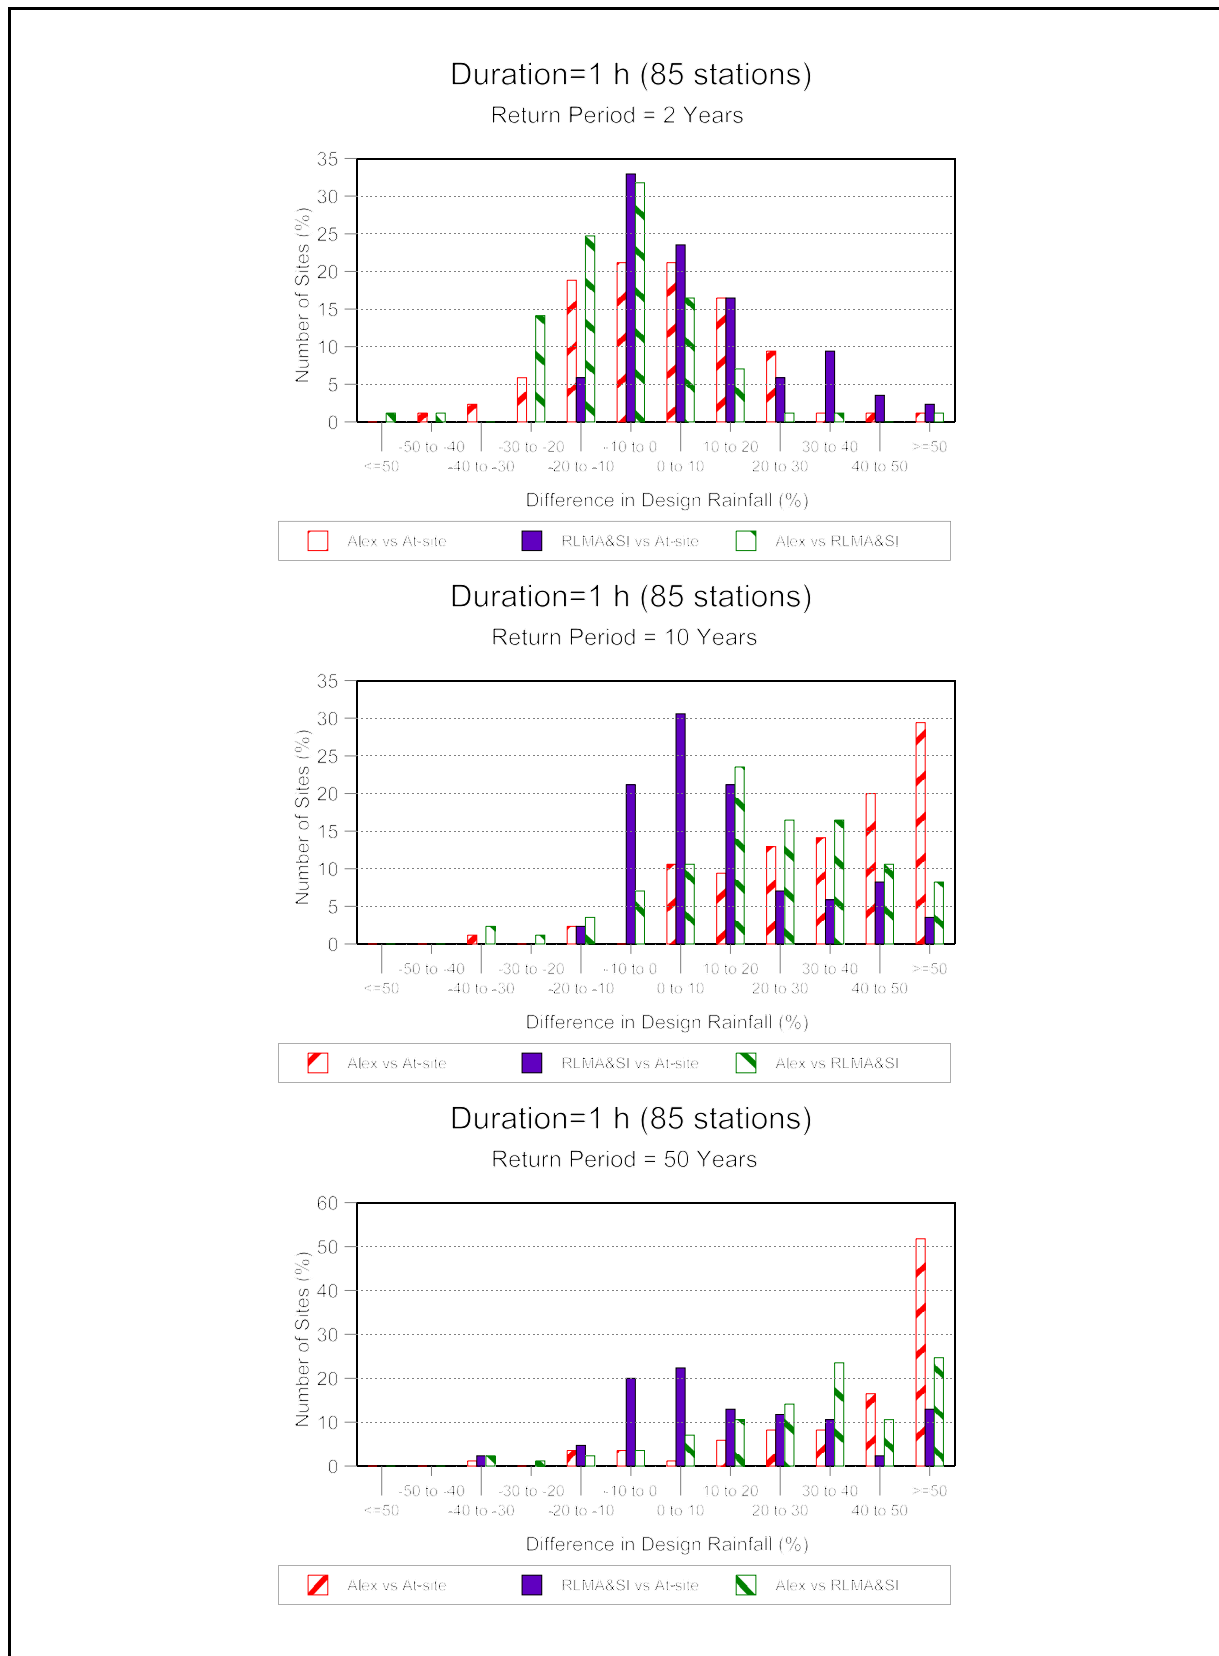 Duration=1 h (85 stations)
Return Period = 2 Years
35
30
25
20
15
10
5
0
Number of Sites (%)
-50 to -40 -30 to -20 -10 to 0 10 to 20 30 to 40 >=50
<=50 -40 to -30 -20 to -10 0 to 10 20 to 30 40 to 50
Difference in Design Rainfall (%)
Alex vs At-site RLMA&SI vs At-site Alex vs RLMA&SI
Duration=1 h (85 stations)
Return Period = 10 Years
35
30
25
20
15
10
5
0
Number of Sites (%)
-50 to -40 -30 to -20 -10 to 0 10 to 20 30 to 40 >=50
<=50 -40 to -30 -20 to -10 0 to 10 20 to 30 40 to 50
Difference in Design Rainfall (%)
Alex vs At-site RLMA&SI vs At-site Alex vs RLMA&SI
Duration=1 h (85 stations)
Return Period = 50 Years
60
50
40
30
20
10
0
Number of Sites (%)
-50 to -40 -30 to -20 -10 to 0 10 to 20 30 to 40 >=50
<=50 -40 to -30 -20 to -10 0 to 10 20 to 30 40 to 50
Difference in Design Rainfall (%)
Alex vs At-site RLMA&SI vs At-site Alex vs RLMA&SI